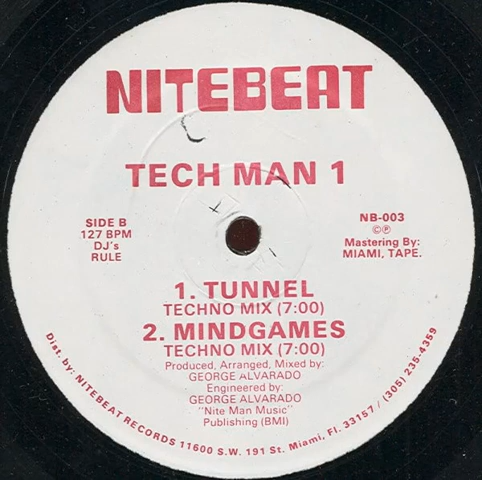 NITEBEAT
TECH MAN 1
SIDE B
127 BPM
DJ's
RULE
NB-003
©℗
Mastering By:
MIAMI, TAPE.
1. TUNNEL
TECHNO MIX (7:00)
2. MINDGAMES
TECHNO MIX (7:00)
Produced, Arranged, Mixed by:
GEORGE ALVARADO
Engineered by:
GEORGE ALVARADO
"Nite Man Music"
Publishing (BMI)
Dist. by: NITEBEAT RECORDS 11600 S.W. 191 St. Miami, Fl. 33157 / (305) 235-4359